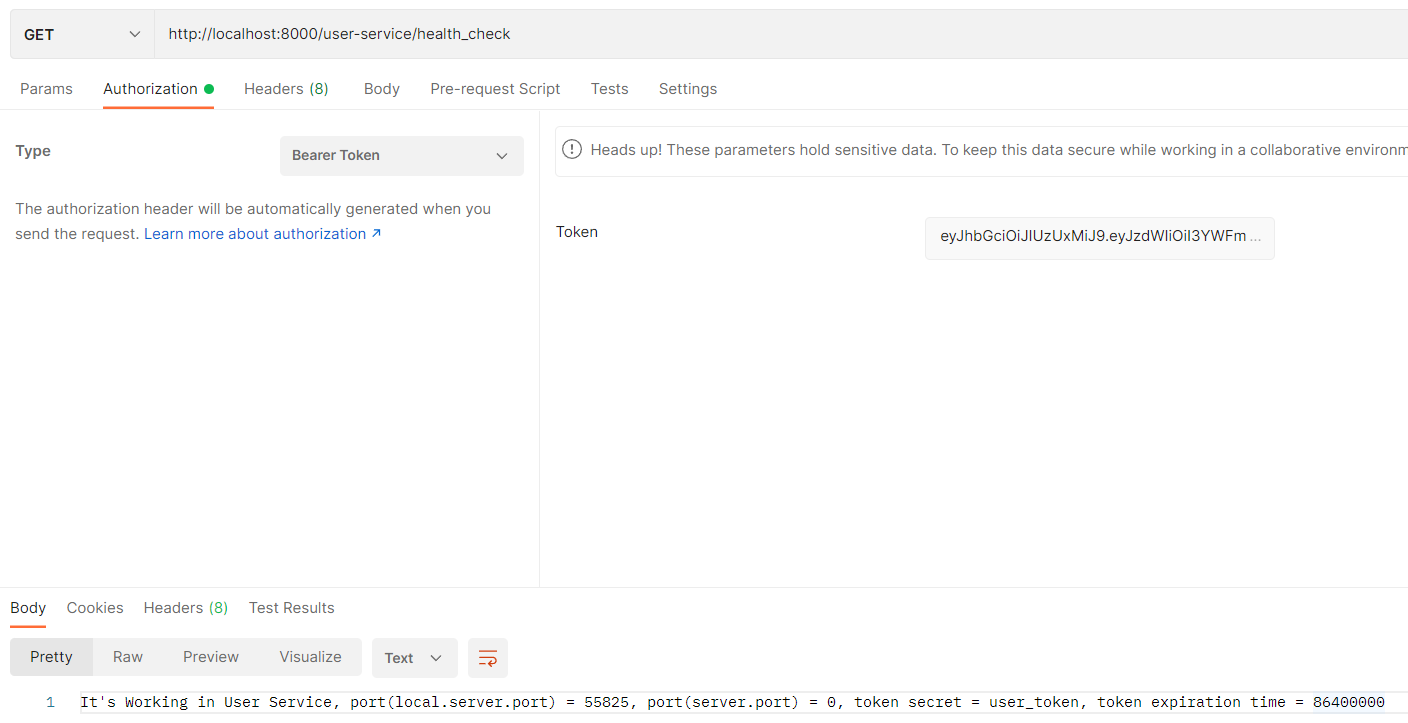 GET http://localhost:8000/user-service/health_check
Params Authorization Headers (8) Body Pre-request Script Tests Settings
Type Bearer Token
Heads up! These parameters hold sensitive data. To keep this data secure while working in a collaborative environm
The authorization header will be automatically generated when you
send the request. Learn more about authorization ↗
Token eyJhbGciOiJIUzUxMiJ9.eyJzdWIiOiI3YWFm ...
Body Cookies Headers (8) Test Results
Pretty Raw Preview Visualize Text
1 It's Working in User Service, port(local.server.port) = 55825, port(server.port) = 0, token secret = user_token, token expiration time = 86400000